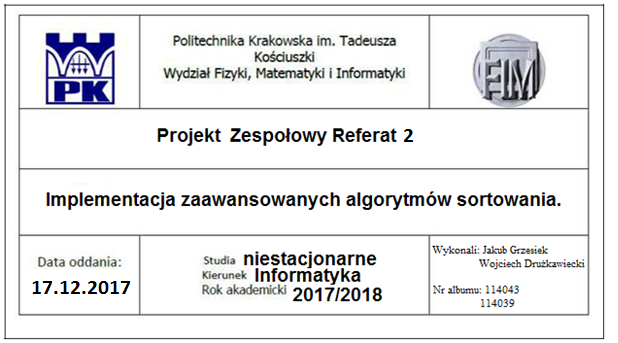 PK
Politechnika Krakowska im. Tadeusza
Kościuszki
Wydział Fizyki, Matematyki i Informatyki
FIM
Projekt Zespołowy Referat 2
Implementacja zaawansowanych algorytmów sortowania.
Data oddania:
17.12.2017
Studia niestacjonarne
Kierunek Informatyka
Rok akademicki 2017/2018
Wykonali: Jakub Grzesiek
Wojciech Drużkawiecki
Nr albumu: 114043
114039